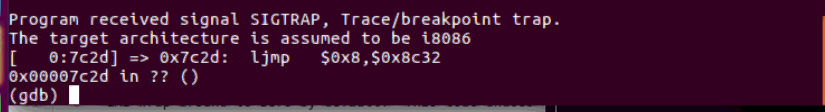 Program received signal SIGTRAP, Trace/breakpoint trap.
The target architecture is assumed to be i8086
[   0:7c2d] => 0x7c2d:  ljmp   $0x8,$0x8c32
0x00007c2d in ?? ()
(gdb)